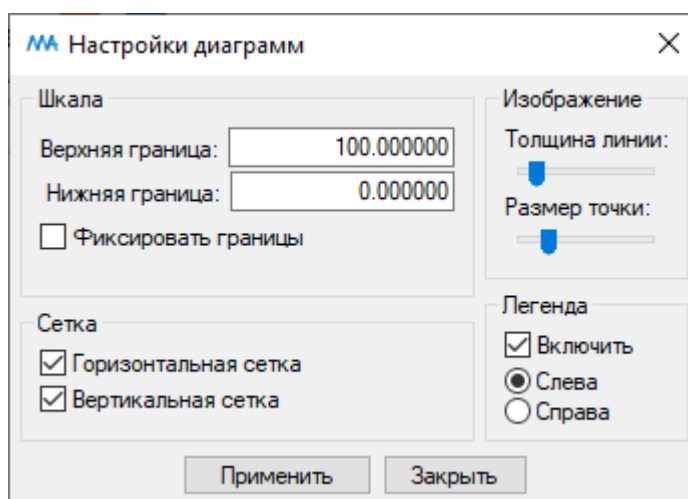 Настройки диаграмм
Шкала
Верхняя граница: 100.000000
Нижняя граница: 0.000000
Фиксировать границы
Сетка
Горизонтальная сетка
Вертикальная сетка
Изображение
Толщина линии:
Размер точки:
Легенда
Включить
Слева
Справа
Применить Закрыть